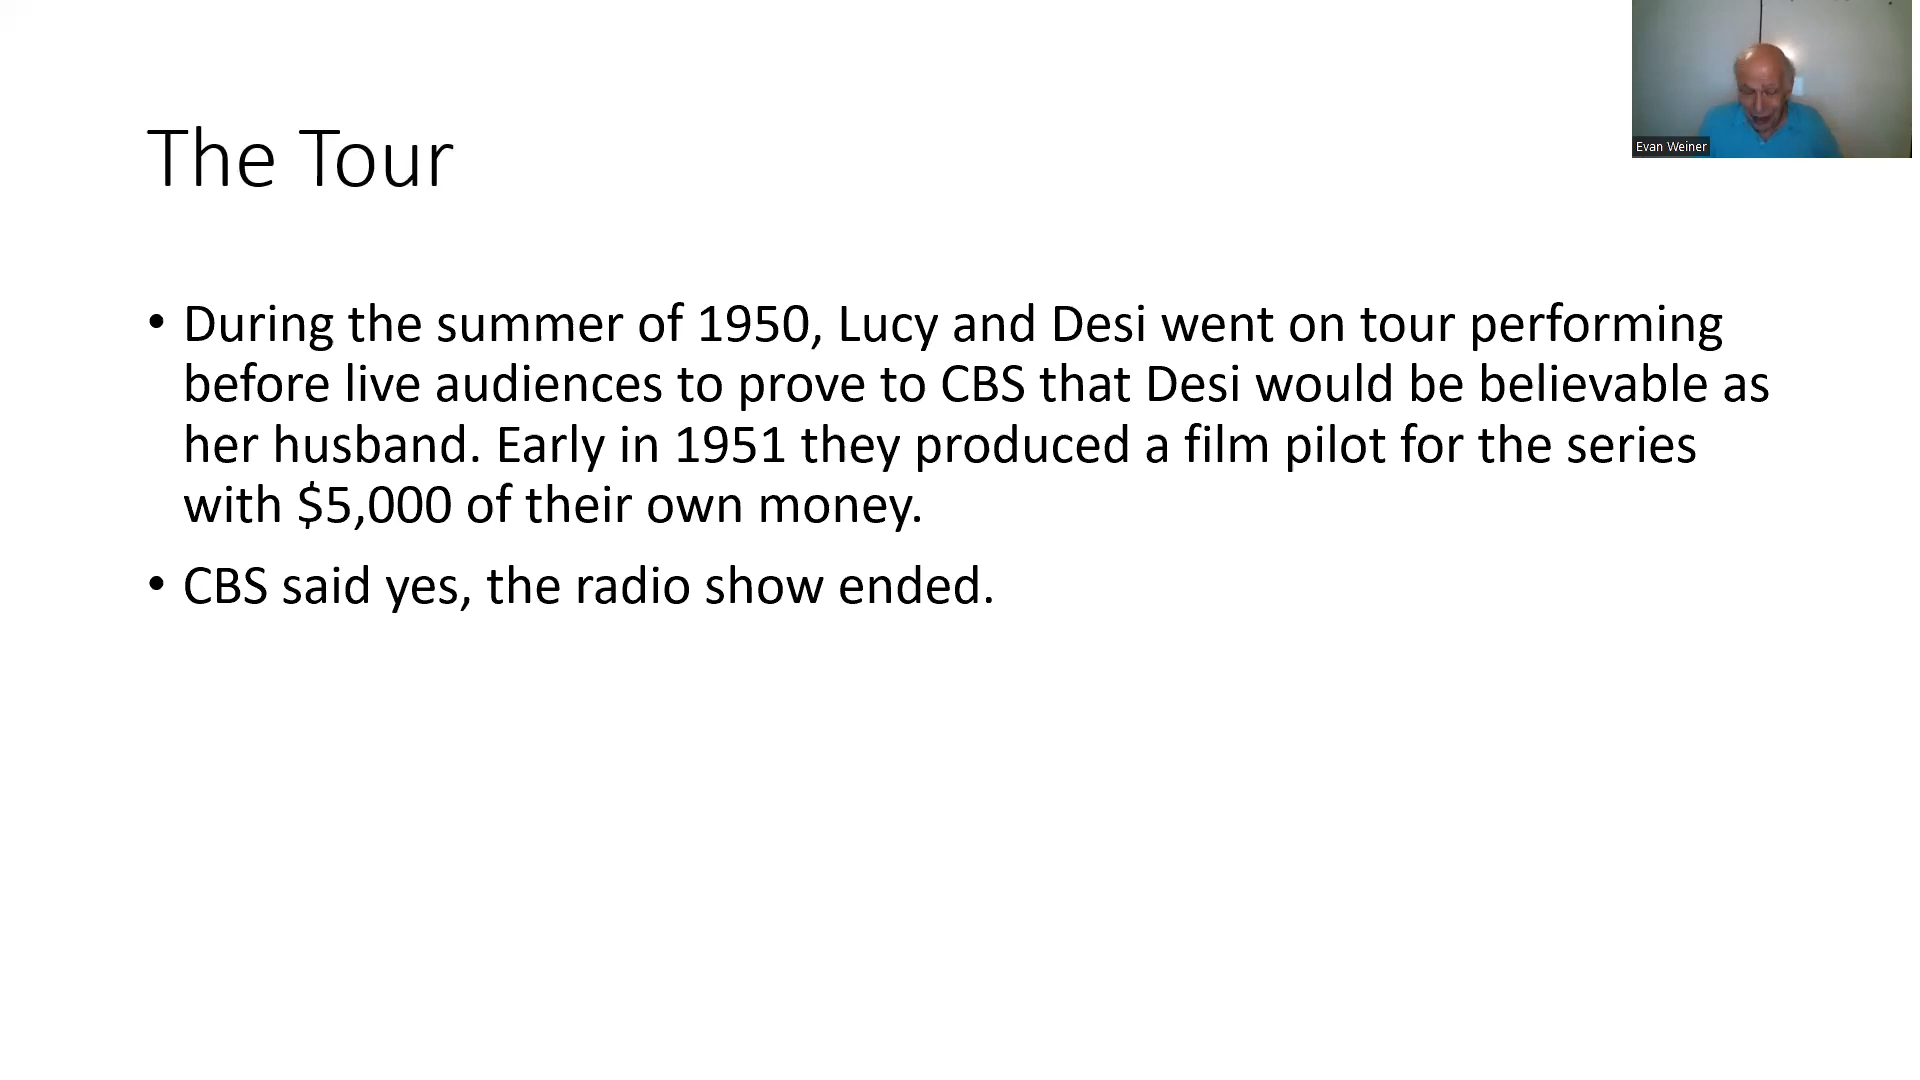 The Tour
Evan Weiner
• During the summer of 1950, Lucy and Desi went on tour performing
before live audiences to prove to CBS that Desi would be believable as
her husband. Early in 1951 they produced a film pilot for the series
with $5,000 of their own money.
• CBS said yes, the radio show ended.